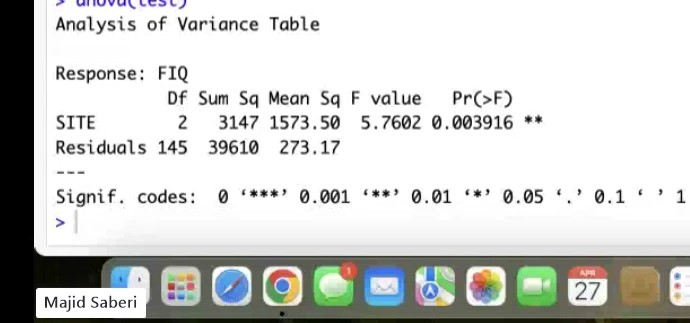 > anova(test)
Analysis of Variance Table
Response: FIQ
Df Sum Sq Mean Sq F value Pr(>F)
SITE 2 3147 1573.50 5.7602 0.003916 **
Residuals 145 39610 273.17
---
Signif. codes: 0 ‘***’ 0.001 ‘**’ 0.01 ‘*’ 0.05 ‘.’ 0.1 ‘ ’ 1
>
1
APR
27
Majid Saberi